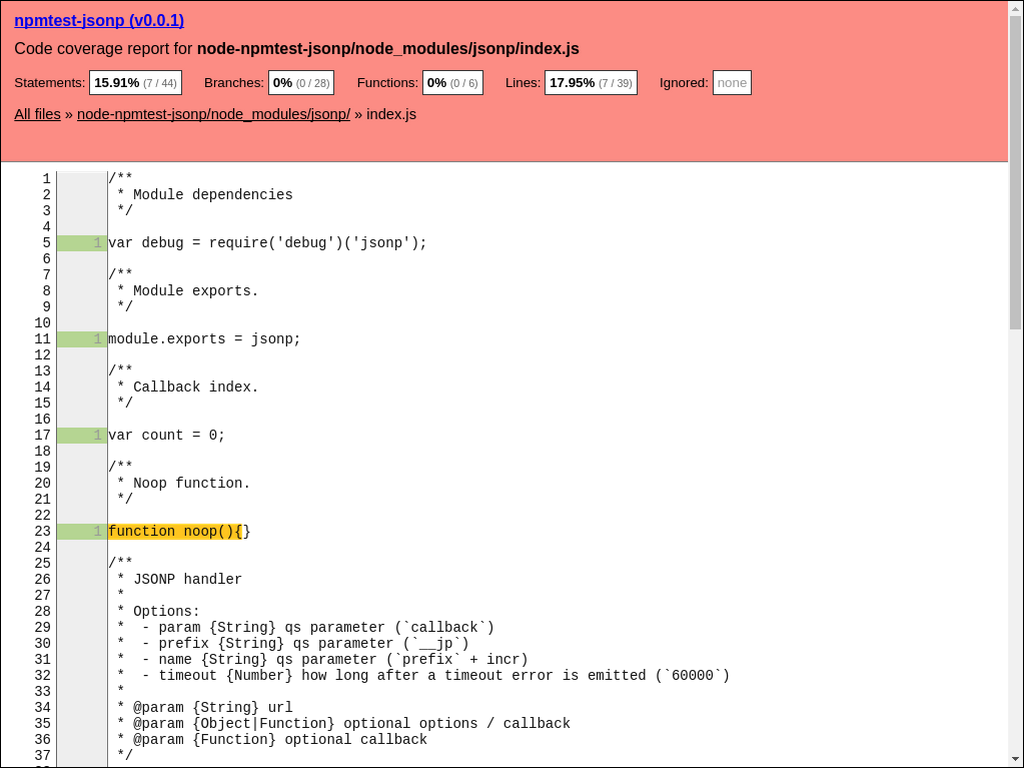 npmtest-jsonp (v0.0.1)
Code coverage report for node-npmtest-jsonp/node_modules/jsonp/index.js
Statements: 15.91% (7 / 44) Branches: 0% (0 / 28) Functions: 0% (0 / 6) Lines: 17.95% (7 / 39) Ignored: none
All files » node-npmtest-jsonp/node_modules/jsonp/ » index.js
1 /**
2  * Module dependencies
3  */
4
5 1 var debug = require('debug')('jsonp');
6
7 /**
8  * Module exports.
9  */
10
11 1 module.exports = jsonp;
12
13 /**
14  * Callback index.
15  */
16
17 1 var count = 0;
18
19 /**
20  * Noop function.
21  */
22
23 1 function noop(){}
24
25 /**
26  * JSONP handler
27  *
28  * Options:
29  *  - param {String} qs parameter (`callback`)
30  *  - prefix {String} qs parameter (`__jp`)
31  *  - name {String} qs parameter (`prefix` + incr)
32  *  - timeout {Number} how long after a timeout error is emitted (`60000`)
33  *
34  * @param {String} url
35  * @param {Object|Function} optional options / callback
36  * @param {Function} optional callback
37  */